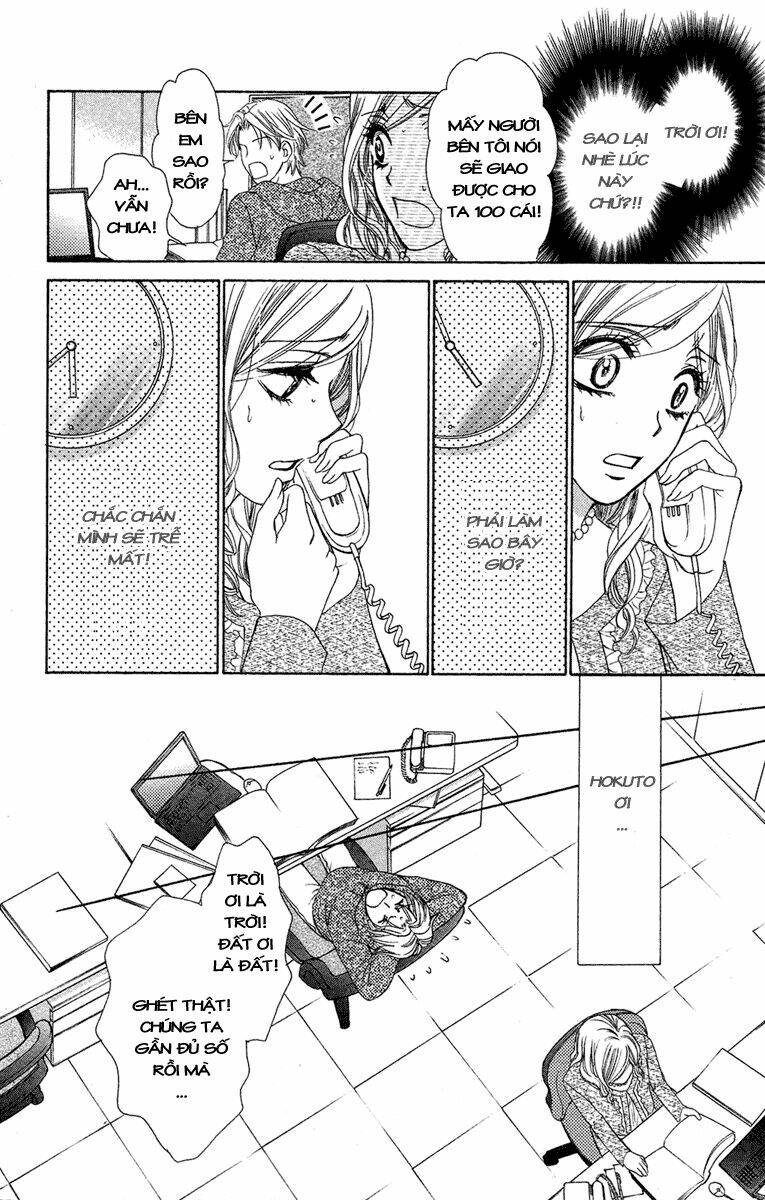 TRỜI ƠI!
SAO LẠI
NHÈ LÚC
NÀY
CHỨ?!!
MẤY NGƯỜI
BÊN TÔI NÓI
SẼ GIAO
ĐƯỢC CHO
TA 100 CÁI!
BÊN
EM
SAO
RỒI?
AH...
VẪN
CHƯA!
PHẢI LÀM
SAO BÂY
GIỜ?
CHẮC CHẮN
MÌNH SẼ TRỄ
MẤT!
HOKUTO
ƠI
...
TRỜI
ƠI LÀ
TRỜI!
ĐẤT ƠI
LÀ ĐẤT!
GHÉT THẬT!
CHÚNG TA
GẦN ĐỦ SỐ
RỒI MÀ
...